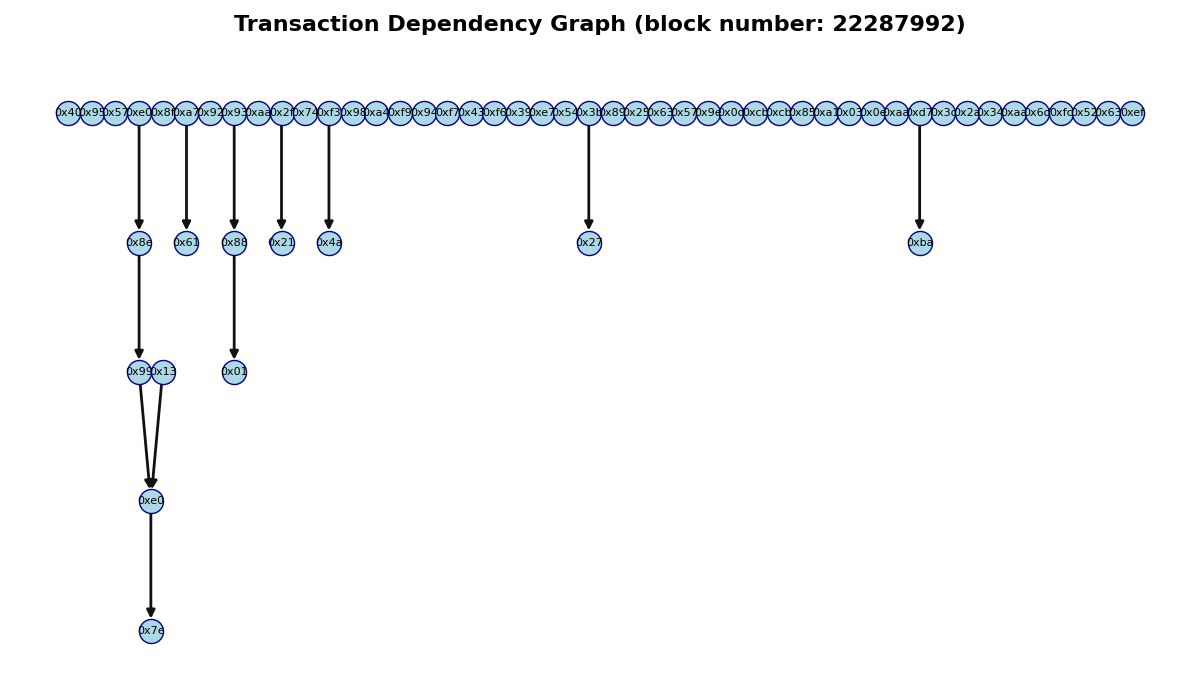 Transaction Dependency Graph (block number: 22287992)
0x40 0x95 0x57 0xe0 0x8f 0xa7 0x92 0x93 0xaa 0x2f 0x74 0xf3 0x98 0xa4 0xf9 0x94 0xf7 0x43 0xf6 0x39 0xe7 0x54 0x3b 0x89 0x25 0x63 0x57 0x9e 0x0d 0xcb 0xcb 0x85 0xa1 0x03 0x0e 0xaa 0xd7 0x3c 0x2a 0x34 0xaa 0x6d 0xfc 0x52 0x63 0xef
0x8e 0x61 0x88 0x21 0x4a 0x27 0xba
0x99 0x13 0x01
0xe0
0x7e